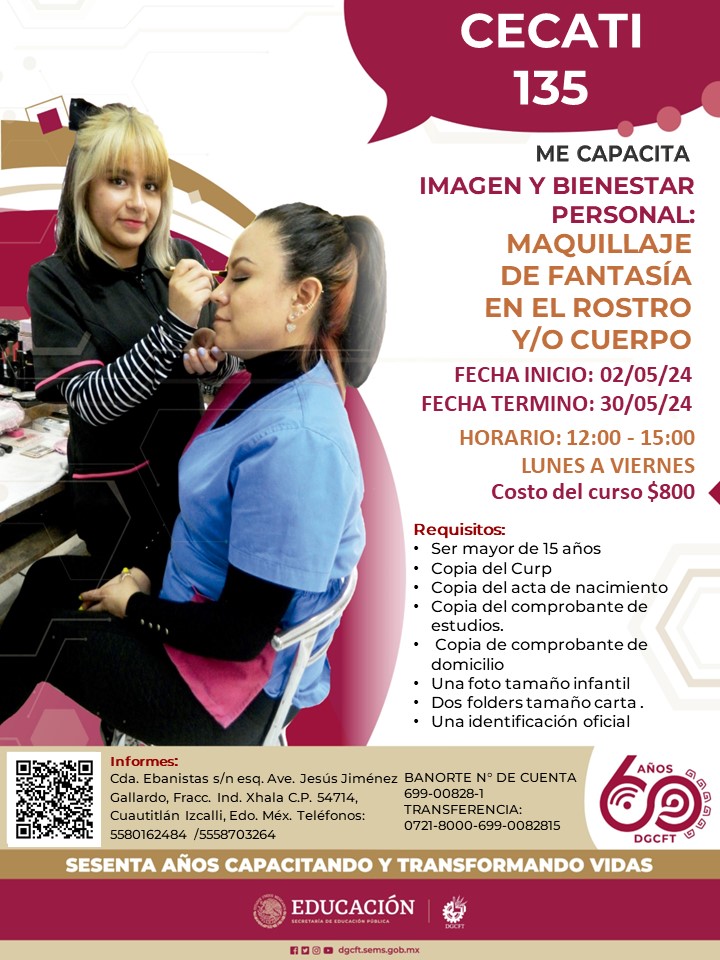 CECATI
135
ME CAPACITA
IMAGEN Y BIENESTAR
PERSONAL:
MAQUILLAJE
DE FANTASÍA
EN EL ROSTRO
Y/O CUERPO
FECHA INICIO: 02/05/24
FECHA TERMINO: 30/05/24
HORARIO: 12:00 - 15:00
LUNES A VIERNES
Costo del curso $800
Requisitos:
• Ser mayor de 15 años
• Copia del Curp
• Copia del acta de nacimiento
• Copia del comprobante de
estudios.
• Copia de comprobante de
domicilio
• Una foto tamaño infantil
• Dos folders tamaño carta .
• Una identificación oficial
Informes:
Cda. Ebanistas s/n esq. Ave. Jesús Jiménez
Gallardo, Fracc. Ind. Xhala C.P. 54714,
Cuautitlán Izcalli, Edo. Méx. Teléfonos:
5580162484 /5558703264
BANORTE N° DE CUENTA
699-00828-1
TRANSFERENCIA:
0721-8000-699-0082815
60 AÑOS
DGCFT
SESENTA AÑOS CAPACITANDO Y TRANSFORMANDO VIDAS
EDUCACIÓN
SECRETARÍA DE EDUCACIÓN PÚBLICA
DGCFT
dgcft.sems.gob.mx